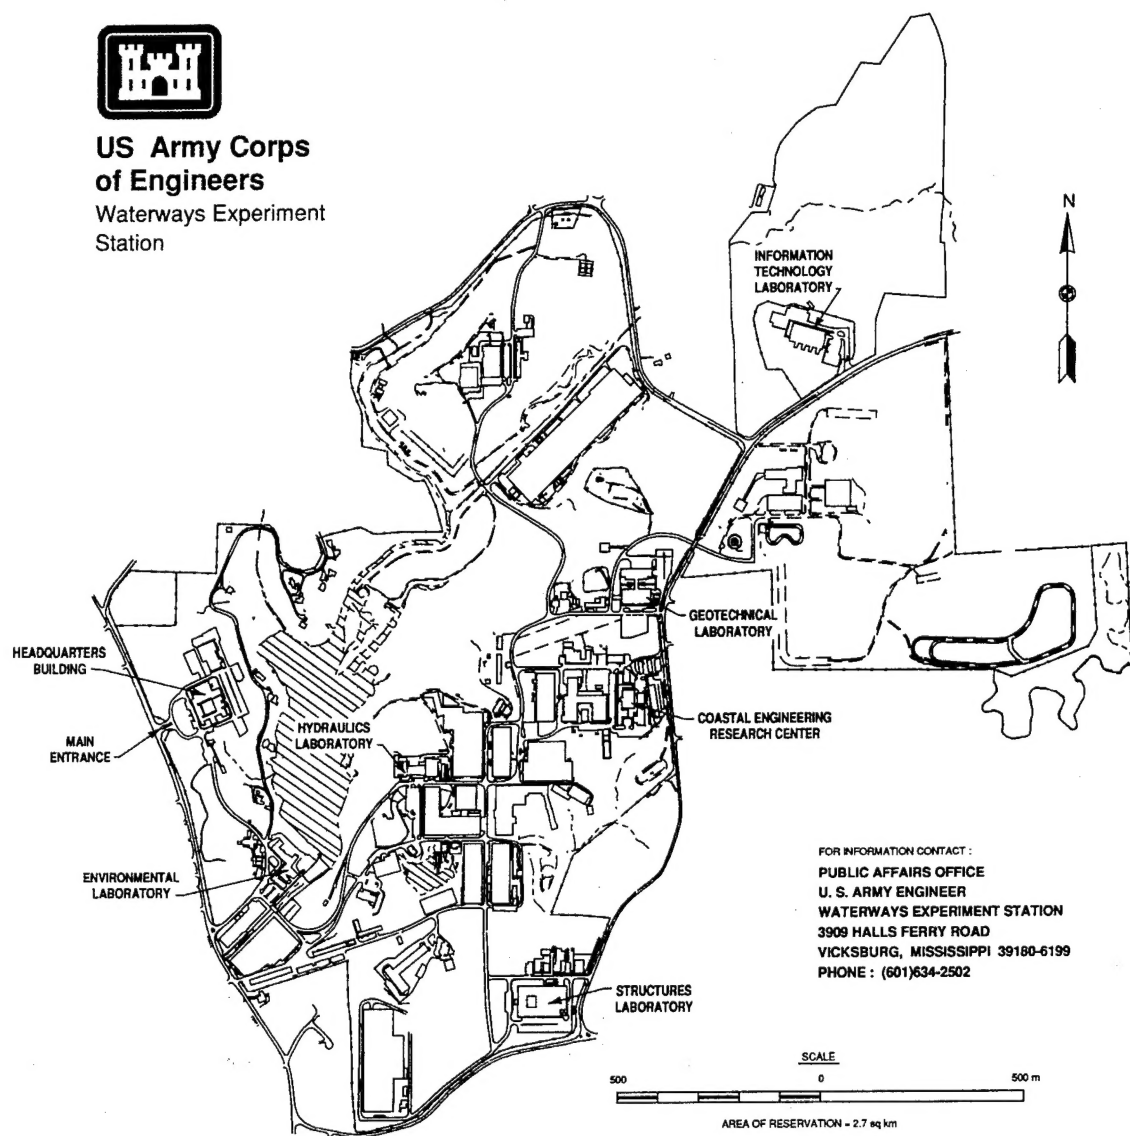 US Army Corps
of Engineers
Waterways Experiment
Station
N
INFORMATION
TECHNOLOGY
LABORATORY
GEOTECHNICAL
LABORATORY
HEADQUARTERS
BUILDING
MAIN
ENTRANCE
HYDRAULICS
LABORATORY
COASTAL ENGINEERING
RESEARCH CENTER
ENVIRONMENTAL
LABORATORY
STRUCTURES
LABORATORY
FOR INFORMATION CONTACT :
PUBLIC AFFAIRS OFFICE
U. S. ARMY ENGINEER
WATERWAYS EXPERIMENT STATION
3909 HALLS FERRY ROAD
VICKSBURG, MISSISSIPPI 39180-6199
PHONE : (601)634-2502
SCALE
500 0 500 m
AREA OF RESERVATION = 2.7 sq km